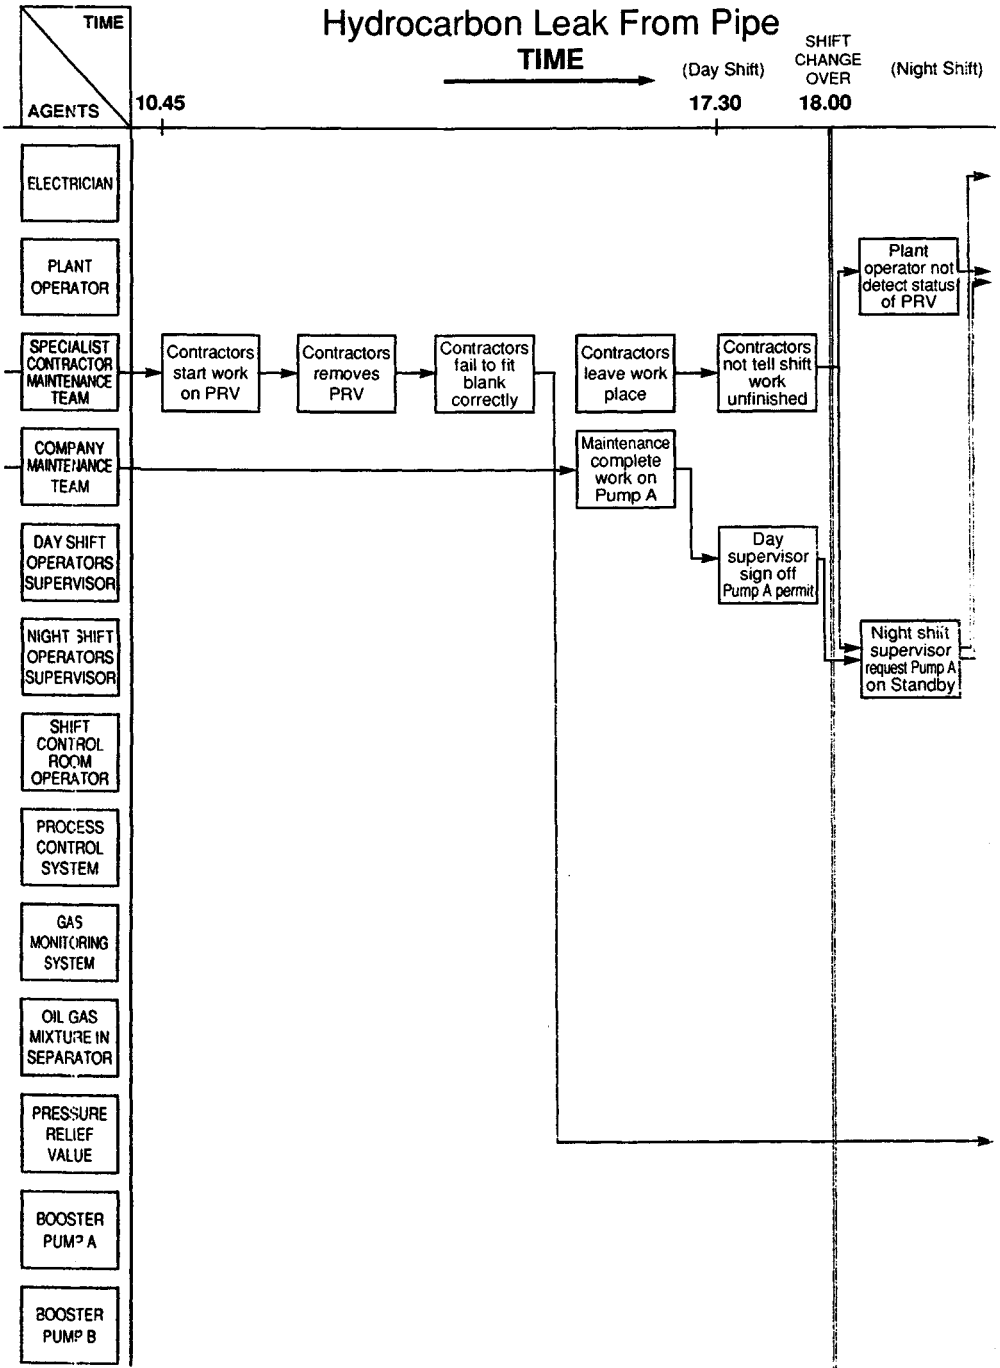 Hydrocarbon Leak From Pipe
TIME
TIME
SHIFT
CHANGE
OVER
(Day Shift)
(Night Shift)
AGENTS
10.45
17.30
18.00
ELECTRICIAN
PLANT
OPERATOR
Plant
operator not
detect status
of PRV
SPECIALIST
CONTRACTOR
MAINTENANCE
TEAM
Contractors
start work
on PRV
Contractors
removes
PRV
Contractors
fail to fit
blank
correctly
Contractors
leave work
place
Contractors
not tell shift
work
unfinished
COMPANY
MAINTENANCE
TEAM
Maintenance
complete
work on
Pump A
DAY SHIFT
OPERATORS
SUPERVISOR
Day
supervisor
sign off
Pump A permit
NIGHT SHIFT
OPERATORS
SUPERVISOR
Night shift
supervisor
request Pump A
on Standby
SHIFT
CONTROL
ROOM
OPERATOR
PROCESS
CONTROL
SYSTEM
GAS
MONITORING
SYSTEM
OIL GAS
MIXTURE IN
SEPARATOR
PRESSURE
RELIEF
VALUE
BOOSTER
PUMP A
BOOSTER
PUMP B